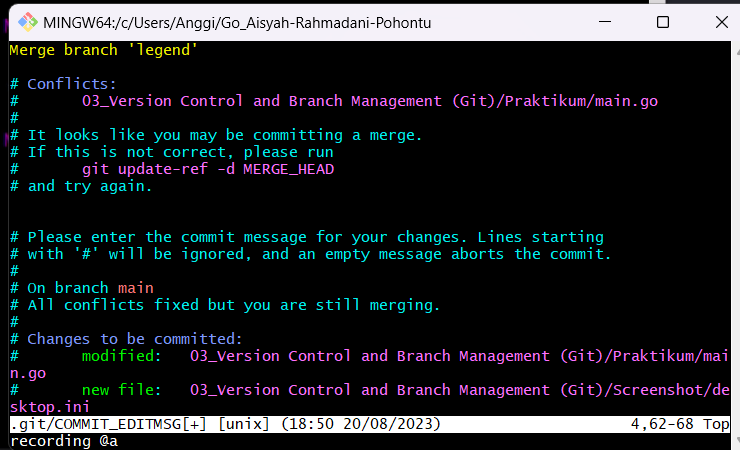 MINGW64:/c/Users/Anggi/Go_Aisyah-Rahmadani-Pohontu
Merge branch 'legend'
# Conflicts:
#       03_Version Control and Branch Management (Git)/Praktikum/main.go
#
# It looks like you may be committing a merge.
# If this is not correct, please run
#       git update-ref -d MERGE_HEAD
# and try again.
# Please enter the commit message for your changes. Lines starting
# with '#' will be ignored, and an empty message aborts the commit.
#
# On branch main
# All conflicts fixed but you are still merging.
#
# Changes to be committed:
#       modified:   03_Version Control and Branch Management (Git)/Praktikum/mai
n.go
#       new file:   03_Version Control and Branch Management (Git)/Screenshot/de
sktop.ini
.git/COMMIT_EDITMSG[+] [unix] (18:50 20/08/2023) 4,62-68 Top
recording @a